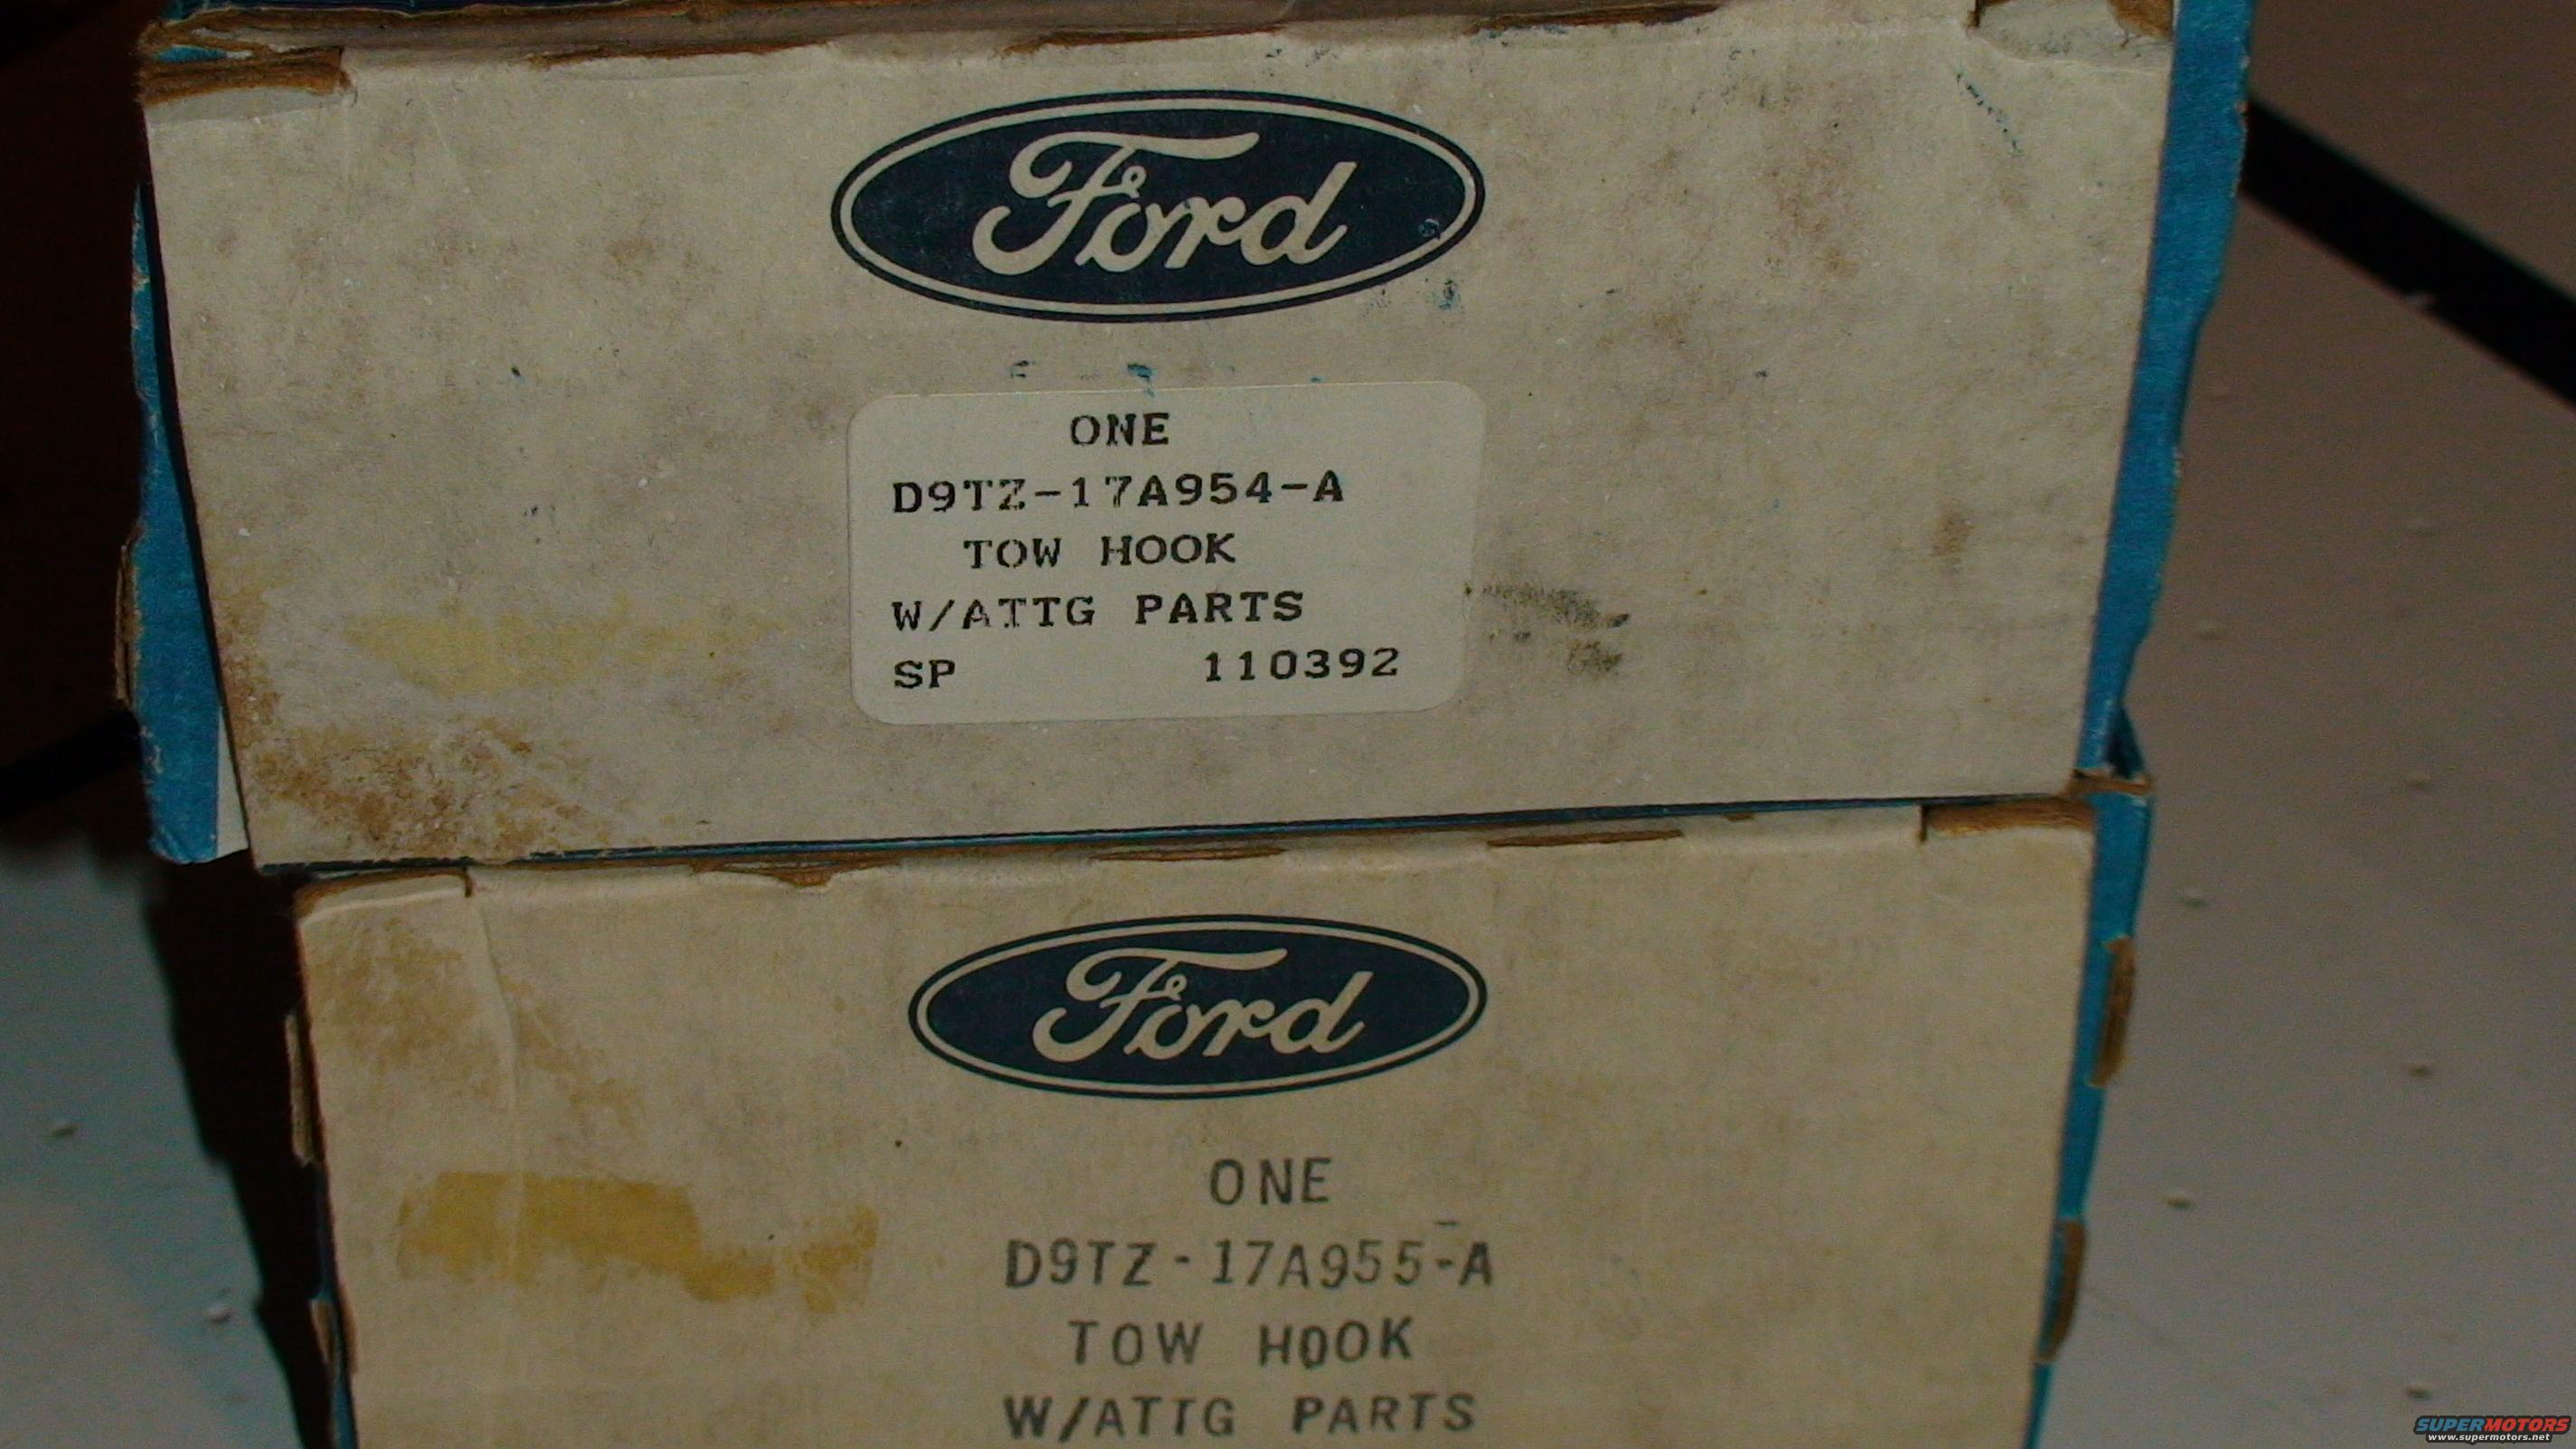 Ford
ONE
D9TZ-17A954-A
TOW HOOK
W/ATTG PARTS
SP 110392
Ford
ONE
D9TZ-17A955-A
TOW HOOK
W/ATTG PARTS
SUPERMOTORS
www.supermotors.net